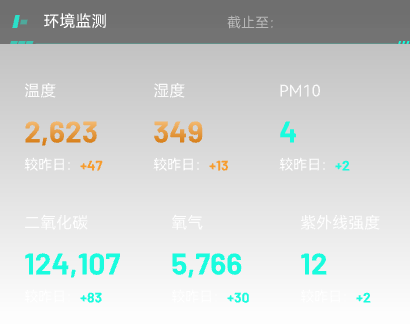 环境监测 截止至:
温度 湿度 PM10
2,623 349 4
较昨日: +47 较昨日: +13 较昨日: +2
二氧化碳 氧气 紫外线强度
124,107 5,766 12
较昨日: +83 较昨日: +30 较昨日: +2